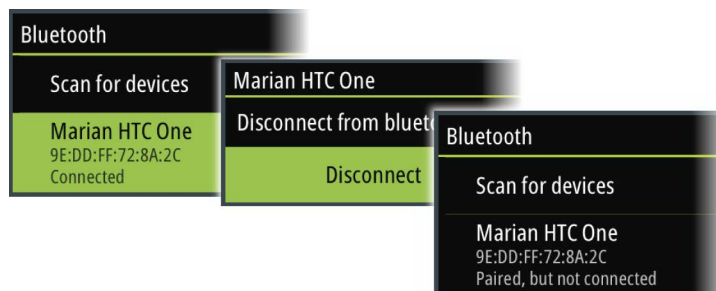 Bluetooth
Scan for devices
Marian HTC One
9E:DD:FF:72:8A:2C
Connected
Marian HTC One
Disconnect from
Disconnect
Bluetooth
Scan for devices
Marian HTC One
9E:DD:FF:72:8A:2C
Paired, but not connected